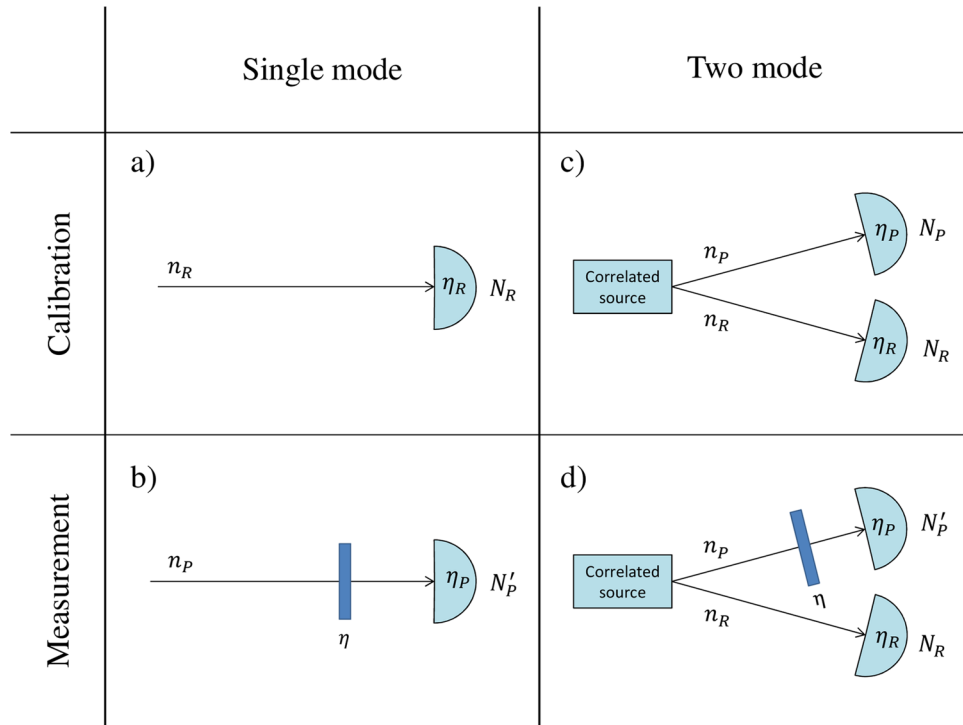 Single mode
Two mode
Calibration
a)
n_R
η_R
N_R
c)
Correlated
source
n_P
n_R
η_P
N_P
η_R
N_R
Measurement
b)
n_P
η
η_P
N′_P
d)
Correlated
source
n_P
n_R
η
η_P
N′_P
η_R
N_R